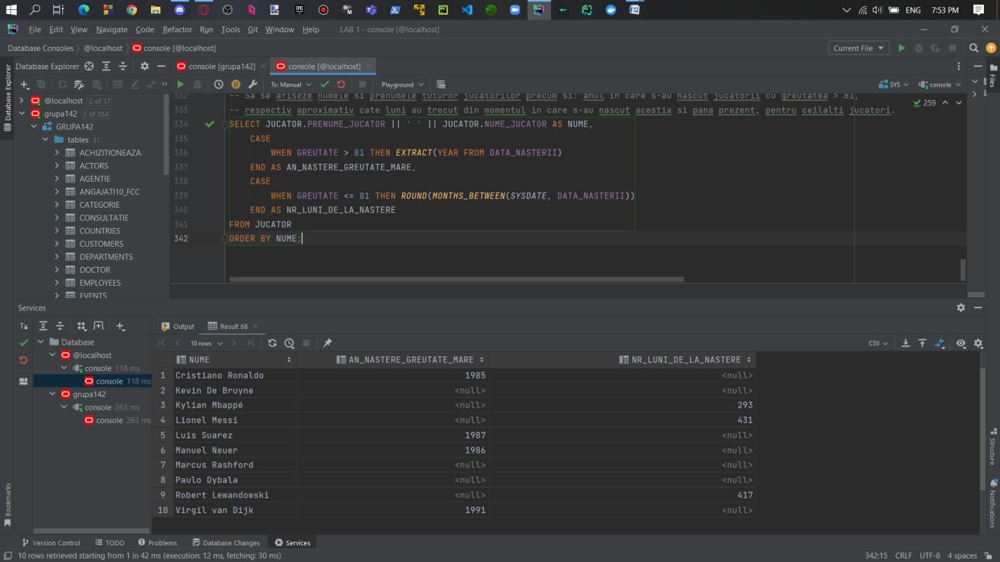 ENG 7:53 PM
File Edit View Navigate Code Refactor Run Tools Git Window Help LAB 1 - console [@localhost]
Database Consoles @localhost console [@localhost] Current File
Database Explorer console [grupa142] console [@localhost]
Tx: Manual Playground SYS console
@localhost 2 of 37
grupa142 2 of 354
GRUPA142
tables 31
ACHIZITIONEAZA
ACTORS
AGENTIE
ANGAJATI10_FCC
CATEGORIE
CONSULTATIE
COUNTRIES
CUSTOMERS
DEPARTMENTS
DOCTOR
EMPLOYEES
EVENTS
259
332 -- Sa se afiseze numele si prenumele tuturor jucatorilor precum si: anul in care s-au nascut jucatorii cu greutatea > 81,
333 -- respectiv aproximativ cate luni au trecut din momentul in care s-au nascut acestia si pana prezent, pentru ceilalti jucatori.
334 SELECT JUCATOR.PRENUME_JUCATOR || ' ' || JUCATOR.NUME_JUCATOR AS NUME,
335 CASE
336 WHEN GREUTATE > 81 THEN EXTRACT(YEAR FROM DATA_NASTERII)
337 END AS AN_NASTERE_GREUTATE_MARE,
338 CASE
339 WHEN GREUTATE <= 81 THEN ROUND(MONTHS_BETWEEN(SYSDATE, DATA_NASTERII))
340 END AS NR_LUNI_DE_LA_NASTERE
341 FROM JUCATOR
342 ORDER BY NUME;
Services
Tx
Database
@localhost
console 118 ms
console 118 ms
grupa142
console 263 ms
console 263 ms
Output Result 68
10 rows CSV
NUME AN_NASTERE_GREUTATE_MARE NR_LUNI_DE_LA_NASTERE
1 Cristiano Ronaldo 1985 <null>
2 Kevin De Bruyne <null> <null>
3 Kylian Mbappé <null> 293
4 Lionel Messi <null> 431
5 Luis Suarez 1987 <null>
6 Manuel Neuer 1986 <null>
7 Marcus Rashford <null> <null>
8 Paulo Dybala <null> <null>
9 Robert Lewandowski <null> 417
10 Virgil van Dijk 1991 <null>
Database Explorer
Bookmarks
Files
Structure
Notifications
Version Control TODO Problems Database Changes Services
10 rows retrieved starting from 1 in 42 ms (execution: 12 ms, fetching: 30 ms) 342:15 CRLF UTF-8 4 spaces